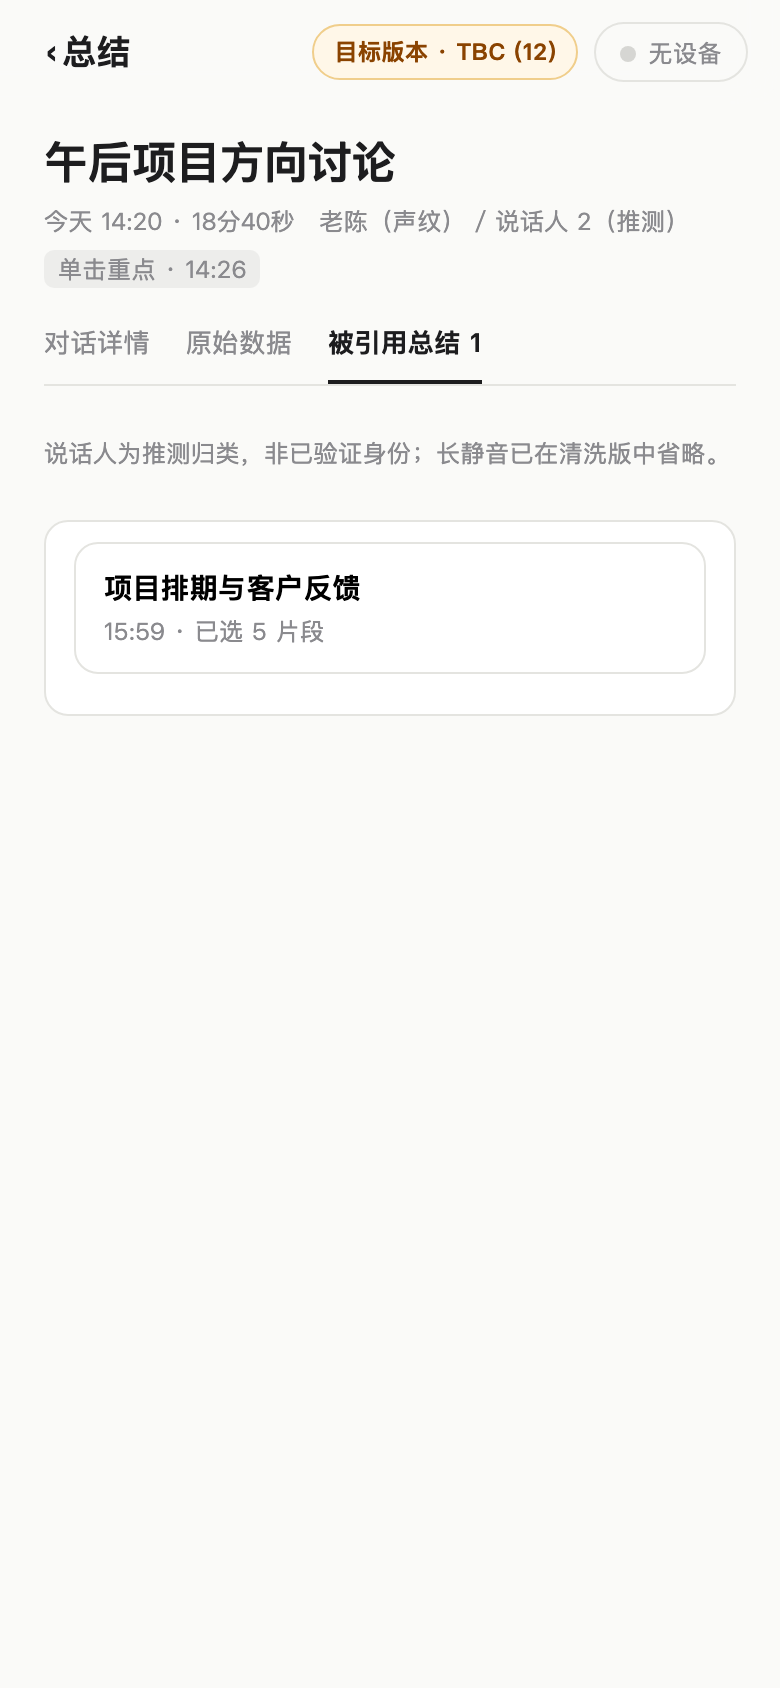 ‹总结
目标版本 · TBC (12)
无设备
午后项目方向讨论
今天 14:20 · 18分40秒 老陈（声纹） / 说话人 2（推测）
单击重点 · 14:26
对话详情 原始数据 被引用总结 1
说话人为推测归类，非已验证身份；长静音已在清洗版中省略。
项目排期与客户反馈
15:59 · 已选 5 片段